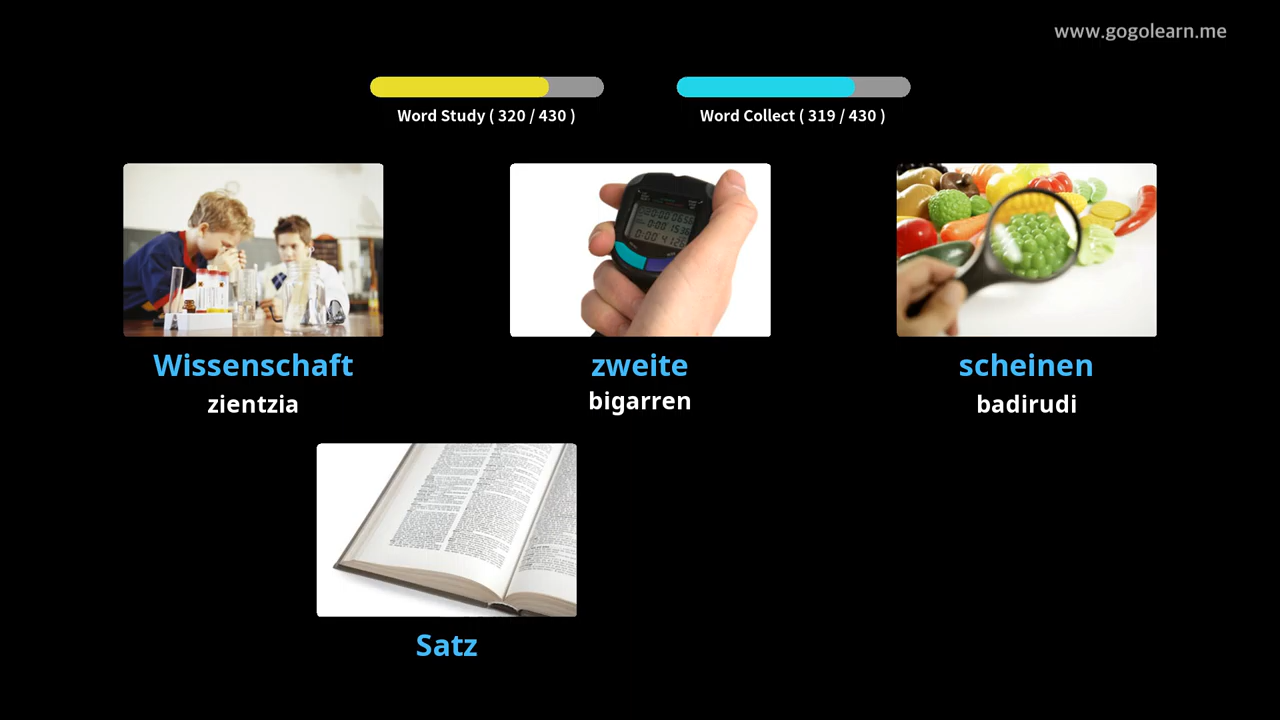 www.gogolearn.me
Word Study ( 320 / 430 )
Word Collect ( 319 / 430 )
Wissenschaft
zientzia
zweite
bigarren
scheinen
badirudi
Satz